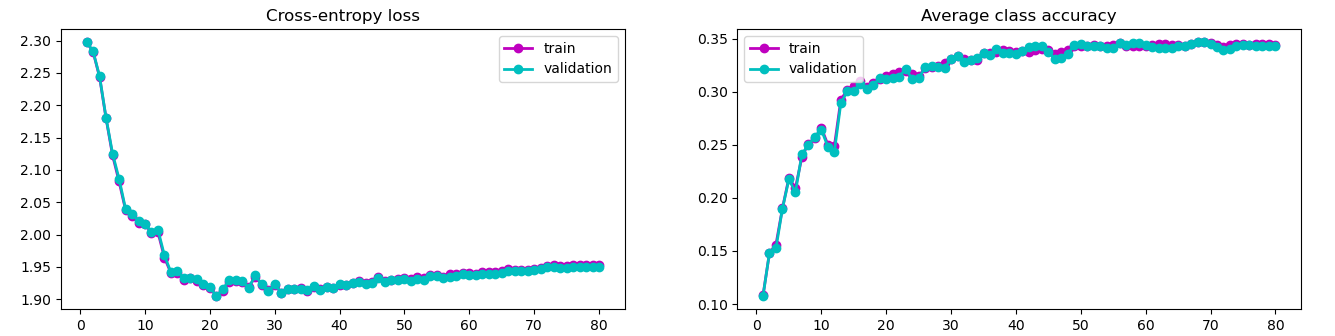 Cross-entropy loss
2.30
2.25
2.20
2.15
2.10
2.05
2.00
1.95
1.90
0 10 20 30 40 50 60 70 80
train
validation
Average class accuracy
0.35
0.30
0.25
0.20
0.15
0.10
0 10 20 30 40 50 60 70 80
train
validation